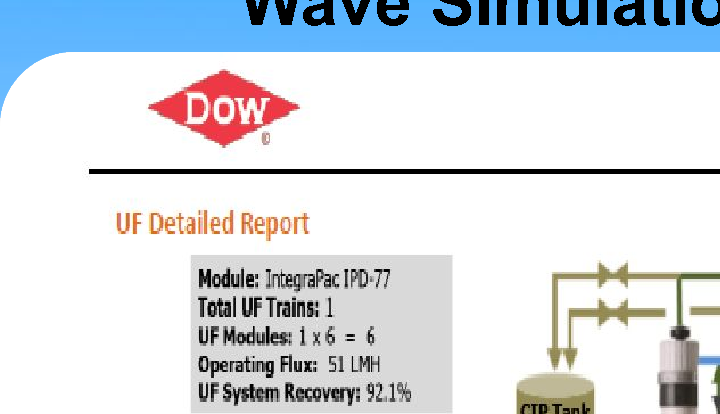 Wave Simulatio
Dow
©
UF Detailed Report
Module: IntegraPac IPD-77
Total UF Trains: 1
UF Modules: 1 x 6 = 6
Operating Flux: 51 LMH
UF System Recovery: 92.1%
CIP Tank